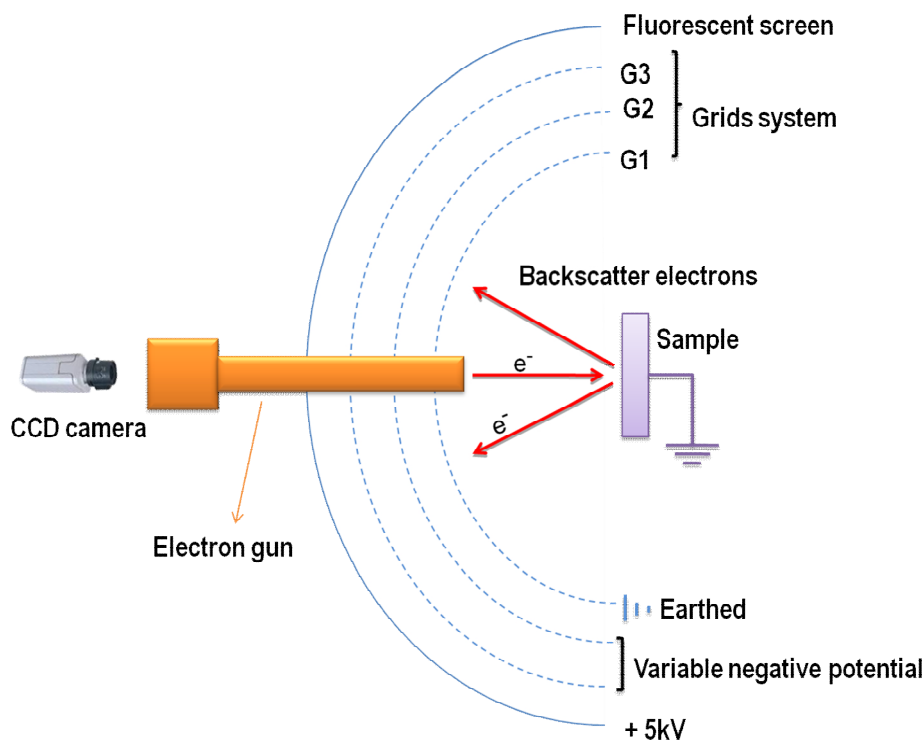 Fluorescent screen
G3
G2
Grids system
G1
Backscatter electrons
Sample
e-
CCD camera
e-
Electron gun
Earthed
Variable negative potential
+ 5kV